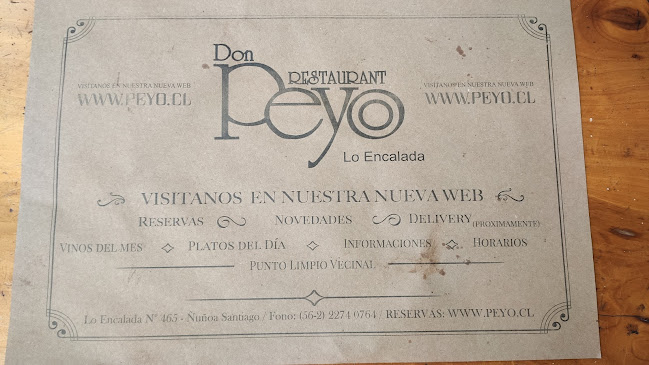 Don
Peyo
RESTAURANT
Lo Encalada
VISITANOS EN NUESTRA NUEVA WEB
WWW.PEYO.CL
VISITANOS EN NUESTRA NUEVA WEB
WWW.PEYO.CL
VISITANOS EN NUESTRA NUEVA WEB
RESERVAS NOVEDADES DELIVERY (PROXIMAMENTE)
VINOS DEL MES PLATOS DEL DÍA INFORMACIONES HORARIOS
PUNTO LIMPIO VECINAL
Lo Encalada N° 465 - Ñuñoa Santiago / Fono: (56-2) 2274 0764 / RESERVAS: WWW.PEYO.CL